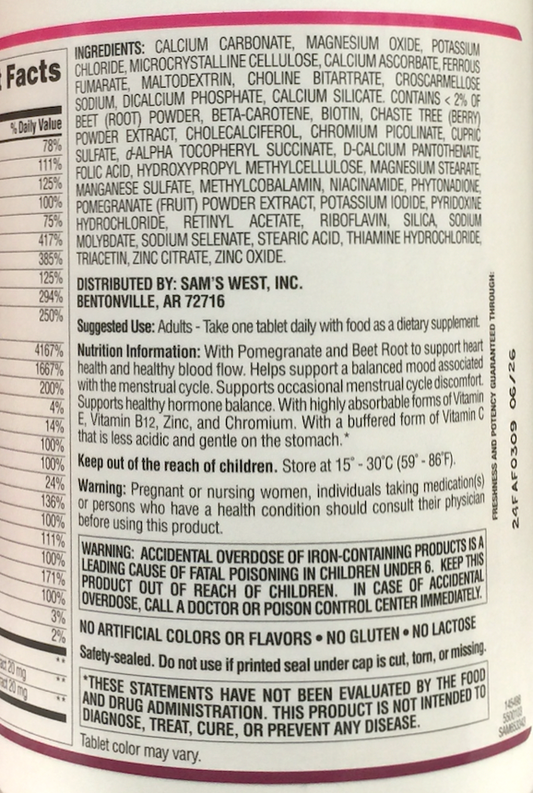 Facts
% Daily Value
78%
111%
125%
100%
75%
417%
385%
125%
294%
250%
4167%
1667%
200%
4%
14%
100%
100%
24%
136%
100%
111%
100%
171%
100%
3%
2%
20 mg **
20 mg **
INGREDIENTS: CALCIUM CARBONATE, MAGNESIUM OXIDE, POTASSIUM
CHLORIDE, MICROCRYSTALLINE CELLULOSE, CALCIUM ASCORBATE, FERROUS
FUMARATE, MALTODEXTRIN, CHOLINE BITARTRATE, CROSCARMELLOSE
SODIUM, DICALCIUM PHOSPHATE, CALCIUM SILICATE. CONTAINS < 2% OF
BEET (ROOT) POWDER, BETA-CAROTENE, BIOTIN, CHASTE TREE (BERRY)
POWDER EXTRACT, CHOLECALCIFEROL, CHROMIUM PICOLINATE, CUPRIC
SULFATE, d-ALPHA TOCOPHERYL SUCCINATE, D-CALCIUM PANTOTHENATE,
FOLIC ACID, HYDROXYPROPYL METHYLCELLULOSE, MAGNESIUM STEARATE,
MANGANESE SULFATE, METHYLCOBALAMIN, NIACINAMIDE, PHYTONADIONE,
POMEGRANATE (FRUIT) POWDER EXTRACT, POTASSIUM IODIDE, PYRIDOXINE
HYDROCHLORIDE, RETINYL ACETATE, RIBOFLAVIN, SILICA, SODIUM
MOLYBDATE, SODIUM SELENATE, STEARIC ACID, THIAMINE HYDROCHLORIDE,
TRIACETIN, ZINC CITRATE, ZINC OXIDE.
DISTRIBUTED BY: SAM'S WEST, INC.
BENTONVILLE, AR 72716
Suggested Use: Adults - Take one tablet daily with food as a dietary supplement.
Nutrition Information: With Pomegranate and Beet Root to support heart
health and healthy blood flow. Helps support a balanced mood associated
with the menstrual cycle. Supports occasional menstrual cycle discomfort.
Supports healthy hormone balance. With highly absorbable forms of Vitamin
E, Vitamin B12, Zinc, and Chromium. With a buffered form of Vitamin C
that is less acidic and gentle on the stomach.*
Keep out of the reach of children. Store at 15° - 30°C (59° - 86°F).
Warning: Pregnant or nursing women, individuals taking medication(s)
or persons who have a health condition should consult their physician
before using this product.
WARNING: ACCIDENTAL OVERDOSE OF IRON-CONTAINING PRODUCTS IS A
LEADING CAUSE OF FATAL POISONING IN CHILDREN UNDER 6. KEEP THIS
PRODUCT OUT OF REACH OF CHILDREN. IN CASE OF ACCIDENTAL
OVERDOSE, CALL A DOCTOR OR POISON CONTROL CENTER IMMEDIATELY.
NO ARTIFICIAL COLORS OR FLAVORS • NO GLUTEN • NO LACTOSE
Safety-sealed. Do not use if printed seal under cap is cut, torn, or missing.
*THESE STATEMENTS HAVE NOT BEEN EVALUATED BY THE FOOD
AND DRUG ADMINISTRATION. THIS PRODUCT IS NOT INTENDED TO
DIAGNOSE, TREAT, CURE, OR PREVENT ANY DISEASE.
Tablet color may vary.
FRESHNESS AND POTENCY GUARANTEED THROUGH:
24FAF0309 06/26